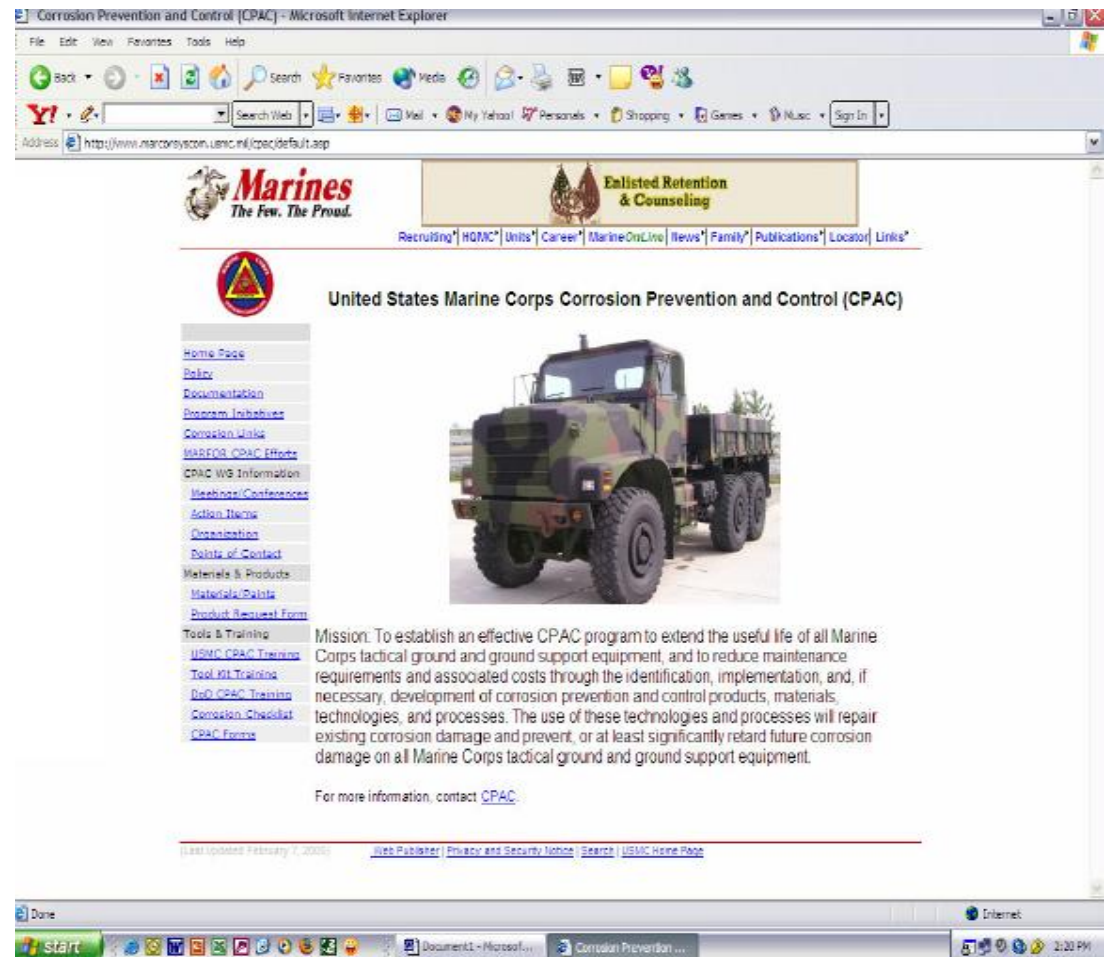 Corrosion Prevention and Control (CPAC) - Microsoft Internet Explorer
File Edit View Favorites Tools Help
Back Search Favorites Media
Y! Search Web Mail My Yahoo! Personals Shopping Games Music Sign In
Address http://www.marcorsyscom.usmc.mil/cpac/default.asp
Marines
The Few. The Proud.
Enlisted Retention
& Counseling
Recruiting HQMC Units Career MarineOnLine News Family Publications Locator Links
United States Marine Corps Corrosion Prevention and Control (CPAC)
Home Page
Policy
Documentation
Program Initiatives
Corrosion Links
MARFOR CPAC Efforts
CPAC WG Information
Meetings/Conferences
Action Items
Organization
Points of Contact
Materials & Products
Materials/Paints
Product Request Form
Tools & Training
USMC CPAC Training
Tool Kit Training
DoD CPAC Training
Corrosion Checklist
CPAC Forms
Mission: To establish an effective CPAC program to extend the useful life of all Marine
Corps tactical ground and ground support equipment, and to reduce maintenance
requirements and associated costs through the identification, implementation, and, if
necessary, development of corrosion prevention and control products, materials,
technologies, and processes. The use of these technologies and processes will repair
existing corrosion damage and prevent, or at least significantly retard future corrosion
damage on all Marine Corps tactical ground and ground support equipment.
For more information, contact CPAC.
(Last Updated February 7, Web Publisher | Privacy and Security Notice | Search | USMC Home Page
Done Internet
start Document1 - Microsof... Corrosion Prevention ... 2:20 PM